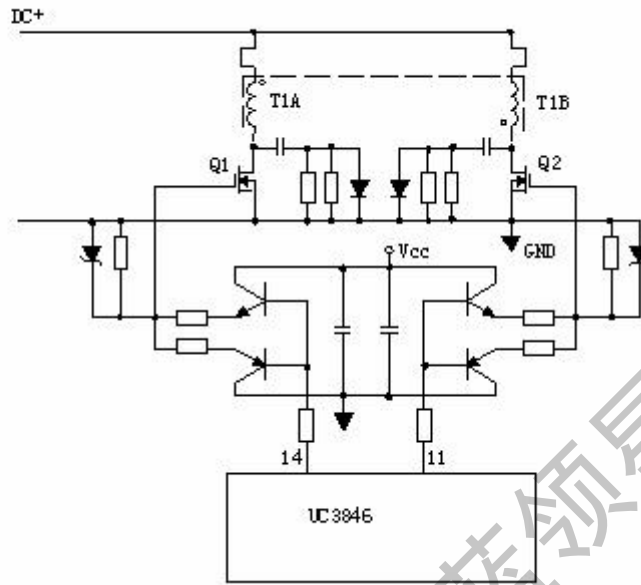 DC+
T1A
T1B
Q1
Q2
Vcc
GND
14
11
UC3846